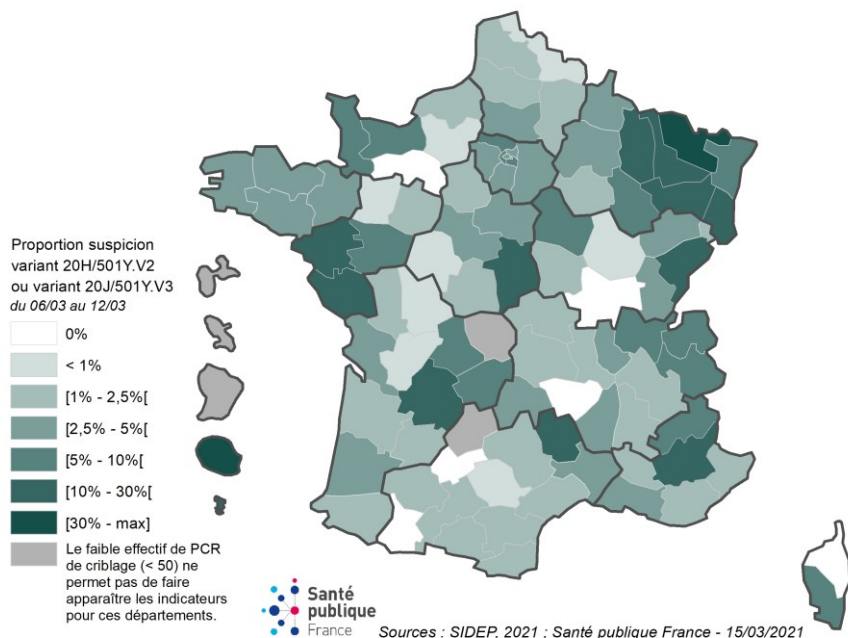 Proportion suspicion
variant 20H/501Y.V2
ou variant 20J/501Y.V3
du 06/03 au 12/03
0%
< 1%
[1% - 2,5%[
[2,5% - 5%[
[5% - 10%[
[10% - 30%[
[30% - max]
Le faible effectif de PCR
de criblage (< 50) ne
permet pas de faire
apparaître les indicateurs
pour ces départements.
Santé
publique
France
Sources : SIDEP, 2021 ; Santé publique France - 15/03/2021